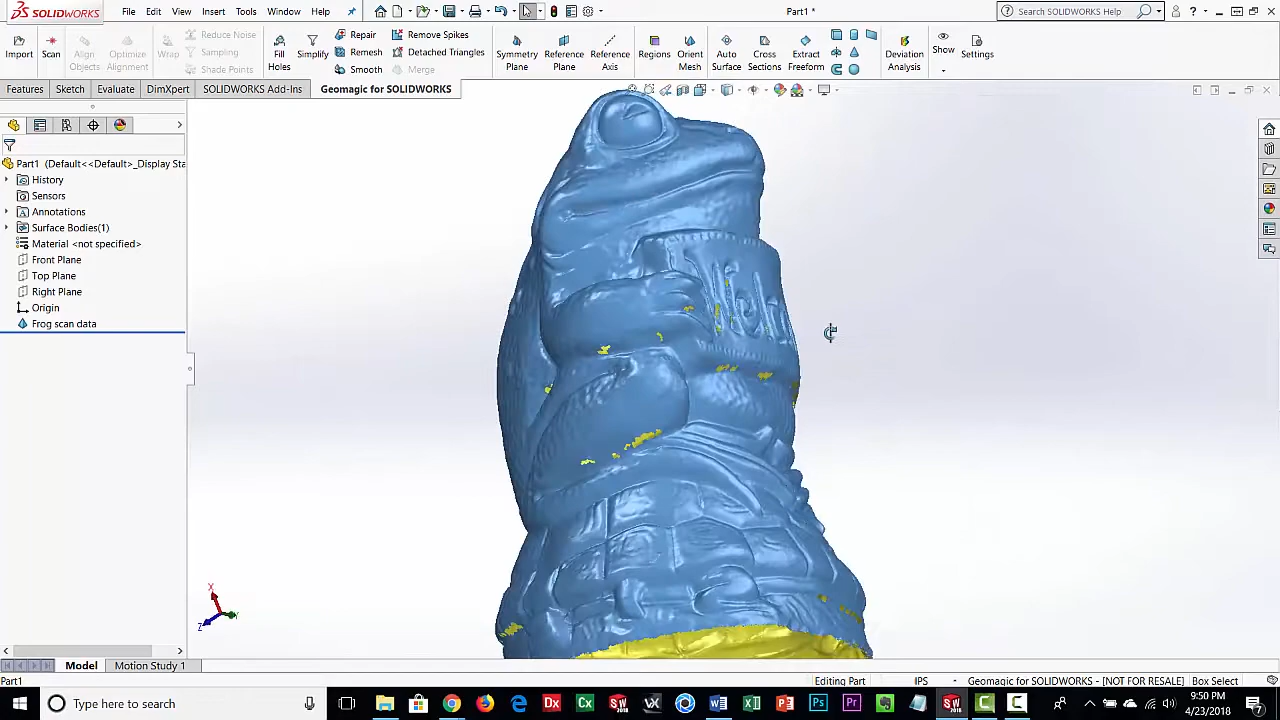 SOLIDWORKS
File Edit View Insert Tools Window Help
Part1 *
Search SOLIDWORKS Help
Import
Scan
Align Objects
Optimize Alignment
Wrap
Reduce Noise
Sampling
Shade Points
Fill Holes
Simplify
Repair
Remesh
Smooth
Remove Spikes
Detached Triangles
Merge
Symmetry Plane
Reference Plane
Reference Axis
Regions
Orient Mesh
Auto Surface
Cross Sections
Extract Freeform
Deviation Analysis
Show
Settings
Features Sketch Evaluate DimXpert SOLIDWORKS Add-Ins Geomagic for SOLIDWORKS
Part1 (Default<<Default>_Display Sta
History
Sensors
Annotations
Surface Bodies(1)
Material <not specified>
Front Plane
Top Plane
Right Plane
Origin
Frog scan data
X
Y
Z
Model Motion Study 1
Part1 Editing Part IPS Geomagic for SOLIDWORKS - [NOT FOR RESALE] Box Select
Type here to search
9:50 PM
4/23/2018